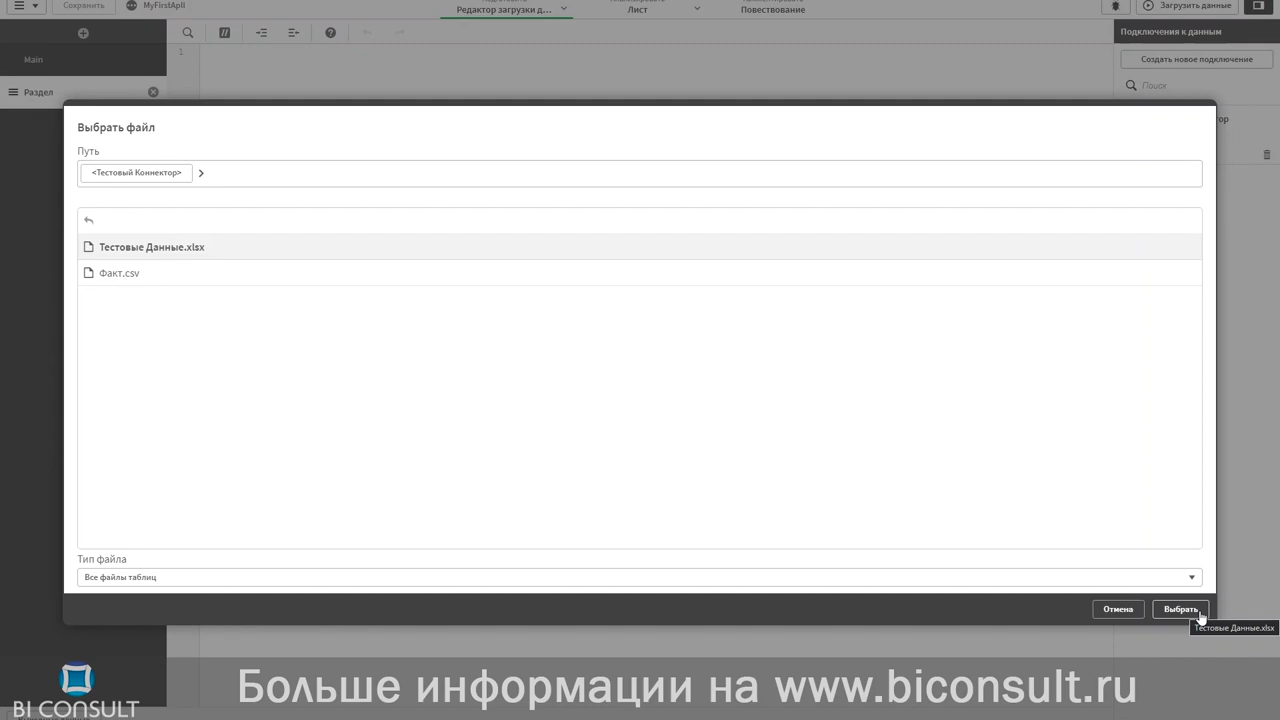 Сохранить
MyFirstApll
Редактор загрузки д...
Лист
Повествование
Загрузить данные
Main
1
Подключения к данным
Создать новое подключение
Раздел
Поиск
ор
Выбрать файл
Путь
<Тестовый Коннектор>
Тестовые Данные.xlsx
Факт.csv
Тип файла
Все файлы таблиц
Отмена
Выбрать
Тестовые Данные.xlsx
Больше информации на www.biconsult.ru
BI CONSULT